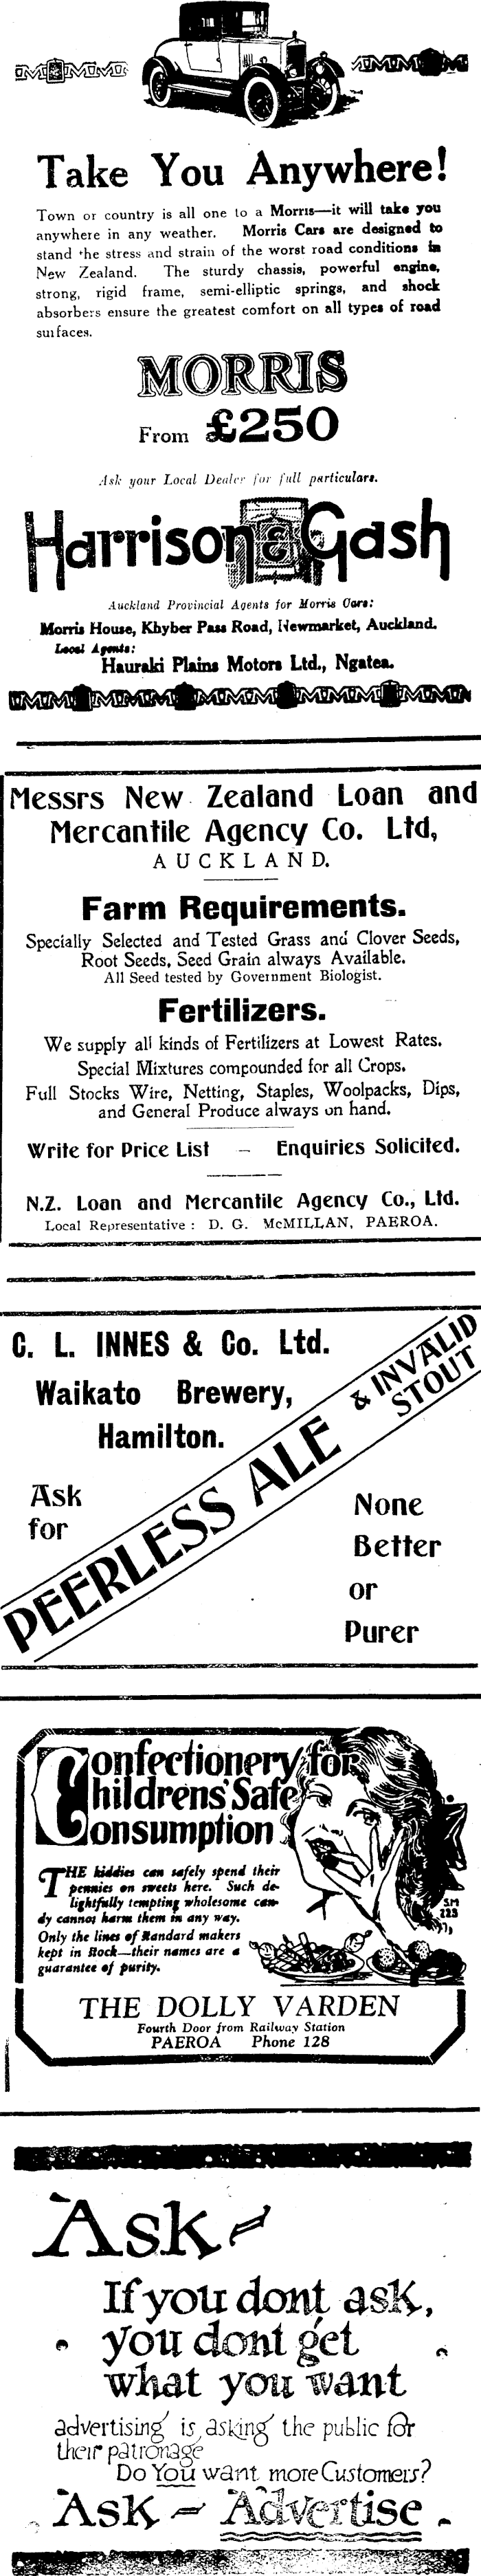 Take You Anywhere!
Town or country is all one to a Morris—it will take you
anywhere in any weather. Morris Cars are designed to
stand the stress and strain of the worst road conditions in
New Zealand. The sturdy chassis, powerful engine,
strong, rigid frame, semi-elliptic springs, and shock
absorbers ensure the greatest comfort on all types of road
surfaces.
MORRIS
From £250
Ask your Local Dealer for full particulars.
Harrison & Gash
Auckland Provincial Agents for Morris Cars:
Morris House, Khyber Pass Road, Newmarket, Auckland.
Local Agents:
Hauraki Plains Motors Ltd., Ngatea.
Messrs New Zealand Loan and
Mercantile Agency Co. Ltd,
AUCKLAND.
Farm Requirements.
Specially Selected and Tested Grass and Clover Seeds,
Root Seeds, Seed Grain always Available.
All Seed tested by Government Biologist.
Fertilizers.
We supply all kinds of Fertilizers at Lowest Rates.
Special Mixtures compounded for all Crops.
Full Stocks Wire, Netting, Staples, Woolpacks, Dips,
and General Produce always on hand.
Write for Price List — Enquiries Solicited.
N.Z. Loan and Mercantile Agency Co., Ltd.
Local Representative : D. G. McMILLAN, PAEROA.
C. L. INNES & Co. Ltd.
Waikato Brewery,
Hamilton.
Ask
for
PEERLESS ALE & INVALID
STOUT
None
Better
or
Purer
Confectionery for
Childrens' Safe
Consumption
THE kiddies can safely spend their
pennies on sweets here. Such de-
lightfully tempting wholesome can-
dy cannot harm them in any way.
Only the lines of standard makers
kept in stock—their names are a
guarantee of purity.
SM
223
THE DOLLY VARDEN
Fourth Door from Railway Station
PAEROA Phone 128
Ask
If you dont ask,
you dont get
what you want
advertising is asking the public for
their patronage
Do You want more Customers?
Ask — Advertise